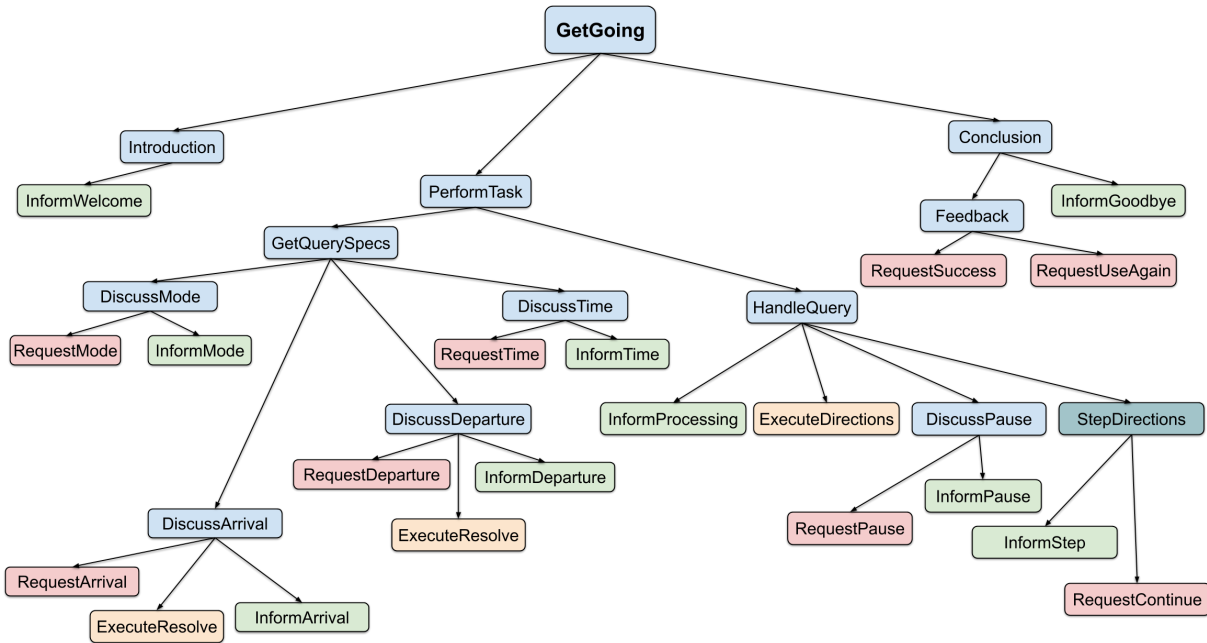 GetGoing
Introduction
Conclusion
InformWelcome
PerformTask
InformGoodbye
Feedback
GetQuerySpecs
RequestSuccess
RequestUseAgain
DiscussMode
DiscussTime
HandleQuery
RequestMode
InformMode
RequestTime
InformTime
DiscussDeparture
InformProcessing
ExecuteDirections
DiscussPause
StepDirections
RequestDeparture
InformDeparture
InformPause
DiscussArrival
RequestPause
ExecuteResolve
InformStep
RequestArrival
RequestContinue
ExecuteResolve
InformArrival